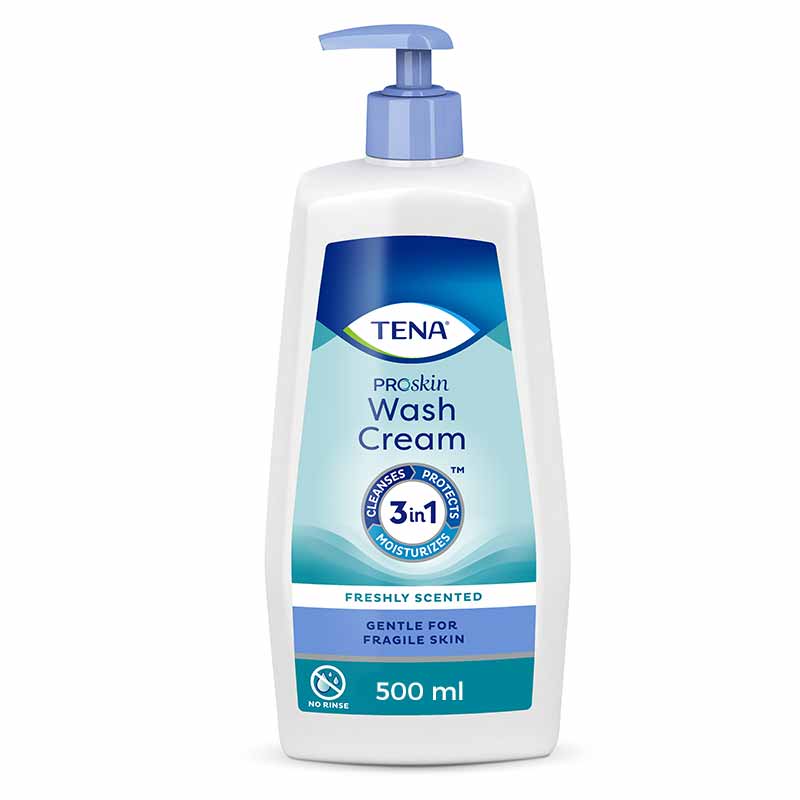 TENA®
PROskin
Wash
Cream
CLEANSES PROTECTS ™
3in1
MOISTURIZES
FRESHLY SCENTED
GENTLE FOR
FRAGILE SKIN
NO RINSE
500 ml